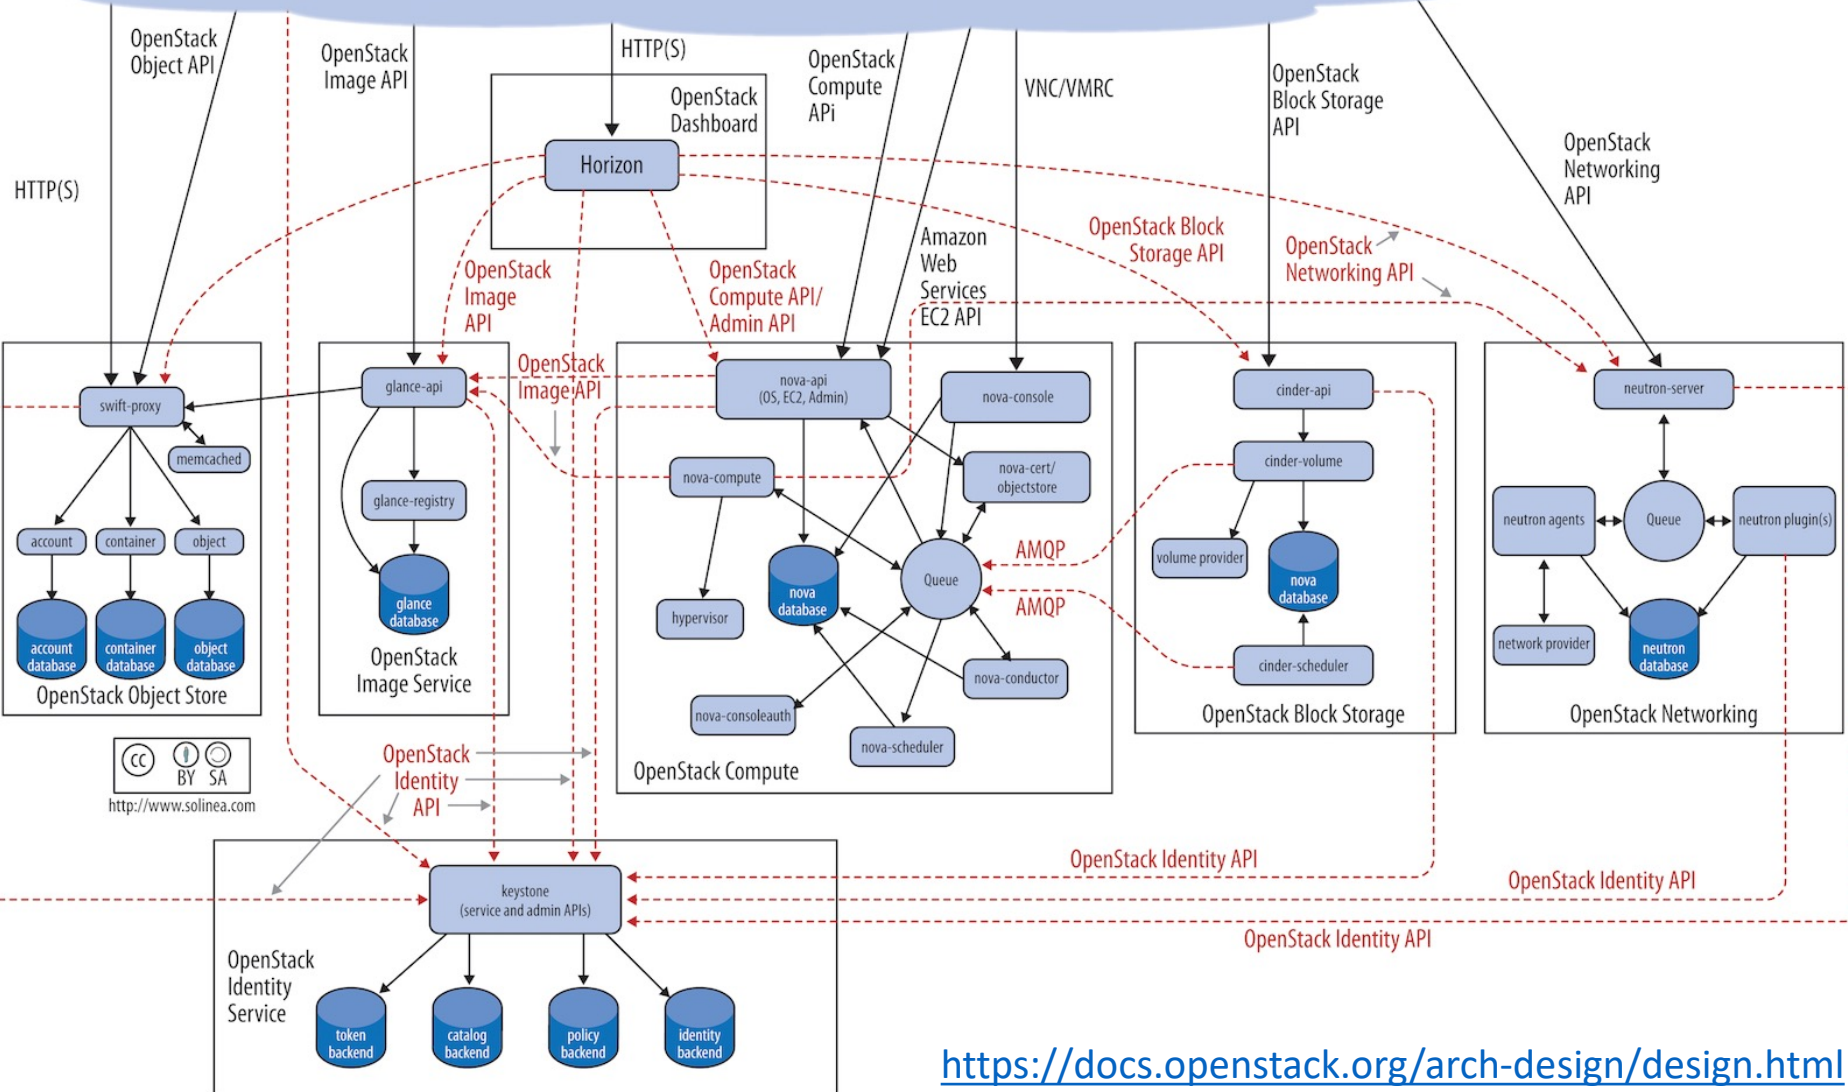 OpenStack
Object API
OpenStack
Image API
HTTP(S)
OpenStack
Compute
APi
VNC/VMRC
OpenStack
Block Storage
API
OpenStack
Networking
API
HTTP(S)
OpenStack
Dashboard
Horizon
OpenStack
Image
API
OpenStack
Compute API/
Admin API
Amazon
Web
Services
EC2 API
OpenStack Block
Storage API
OpenStack
Networking API
OpenStack
Image API
swift-proxy
memcached
account
container
object
account
database
container
database
object
database
OpenStack Object Store
glance-api
glance-registry
glance
database
OpenStack
Image Service
nova-api
(OS, EC2, Admin)
nova-console
nova-compute
nova-cert/
objectstore
hypervisor
nova
database
Queue
nova-conductor
nova-consoleauth
nova-scheduler
OpenStack Compute
AMQP
AMQP
cinder-api
cinder-volume
volume provider
nova
database
cinder-scheduler
OpenStack Block Storage
neutron-server
neutron agents
Queue
neutron plugin(s)
network provider
neutron
database
OpenStack Networking
cc
BY SA
http://www.solinea.com
OpenStack
Identity
API
OpenStack Identity API
OpenStack Identity API
OpenStack Identity API
keystone
(service and admin APIs)
OpenStack
Identity
Service
token
backend
catalog
backend
policy
backend
identity
backend
https://docs.openstack.org/arch-design/design.html